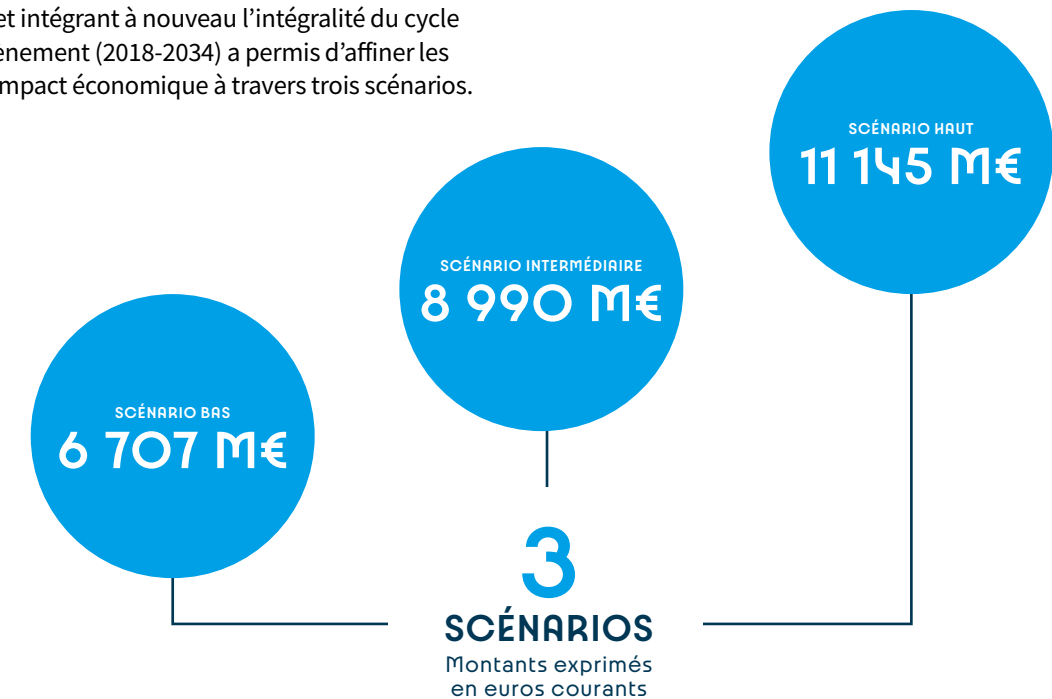 et intégrant à nouveau l’intégralité du cycle
enement (2018-2034) a permis d’affiner les
impact économique à travers trois scénarios.
SCÉNARIO HAUT
11 145 M€
SCÉNARIO INTERMÉDIAIRE
8 990 M€
SCÉNARIO BAS
6 707 M€
3
SCÉNARIOS
Montants exprimés
en euros courants